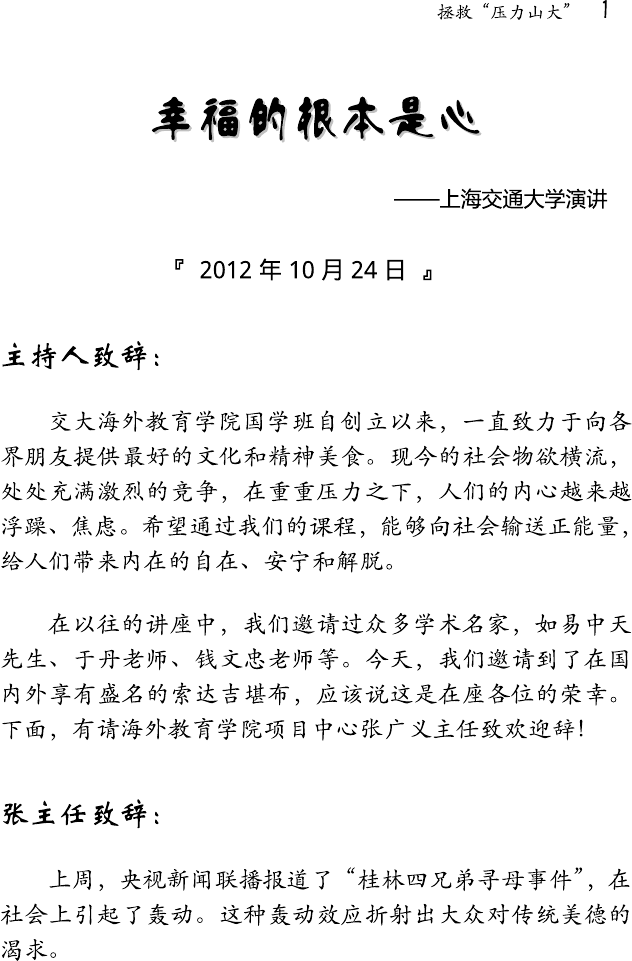 拯救“压力山大” 1
幸福的根本是心
——上海交通大学演讲
『 2012 年 10 月 24 日 』
主持人致辞：
交大海外教育学院国学班自创立以来，一直致力于向各
界朋友提供最好的文化和精神美食。现今的社会物欲横流，
处处充满激烈的竞争，在重重压力之下，人们的内心越来越
浮躁、焦虑。希望通过我们的课程，能够向社会输送正能量，
给人们带来内在的自在、安宁和解脱。
在以往的讲座中，我们邀请过众多学术名家，如易中天
先生、于丹老师、钱文忠老师等。今天，我们邀请到了在国
内外享有盛名的索达吉堪布，应该说这是在座各位的荣幸。
下面，有请海外教育学院项目中心张广义主任致欢迎辞！
张主任致辞：
上周，央视新闻联播报道了“桂林四兄弟寻母事件”，在
社会上引起了轰动。这种轰动效应折射出大众对传统美德的
渴求。